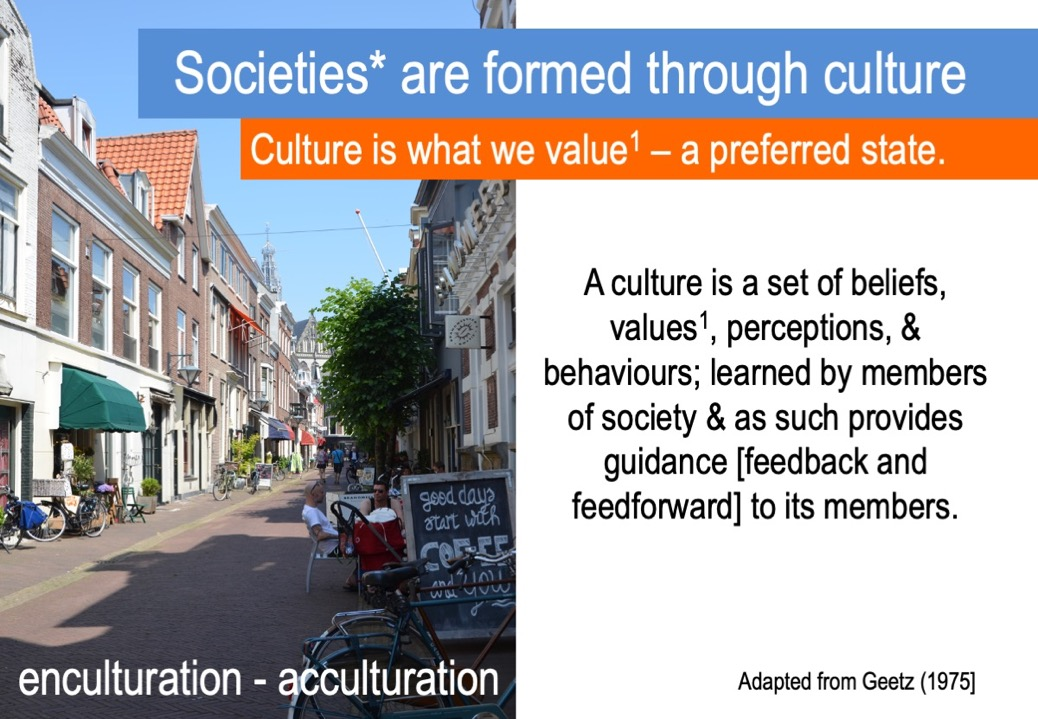 Societies* are formed through culture
Culture is what we value¹ – a preferred state.
A culture is a set of beliefs,
values¹, perceptions, &
behaviours; learned by members
of society & as such provides
guidance [feedback and
feedforward] to its members.
good days
start with
COFFEE
and YOU
enculturation - acculturation
Adapted from Geetz (1975]